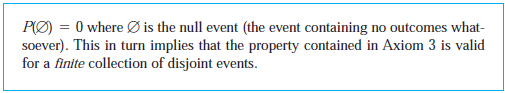 P(∅) = 0 where ∅ is the null event (the event containing no outcomes what-
soever). This in turn implies that the property contained in Axiom 3 is valid
for a finite collection of disjoint events.